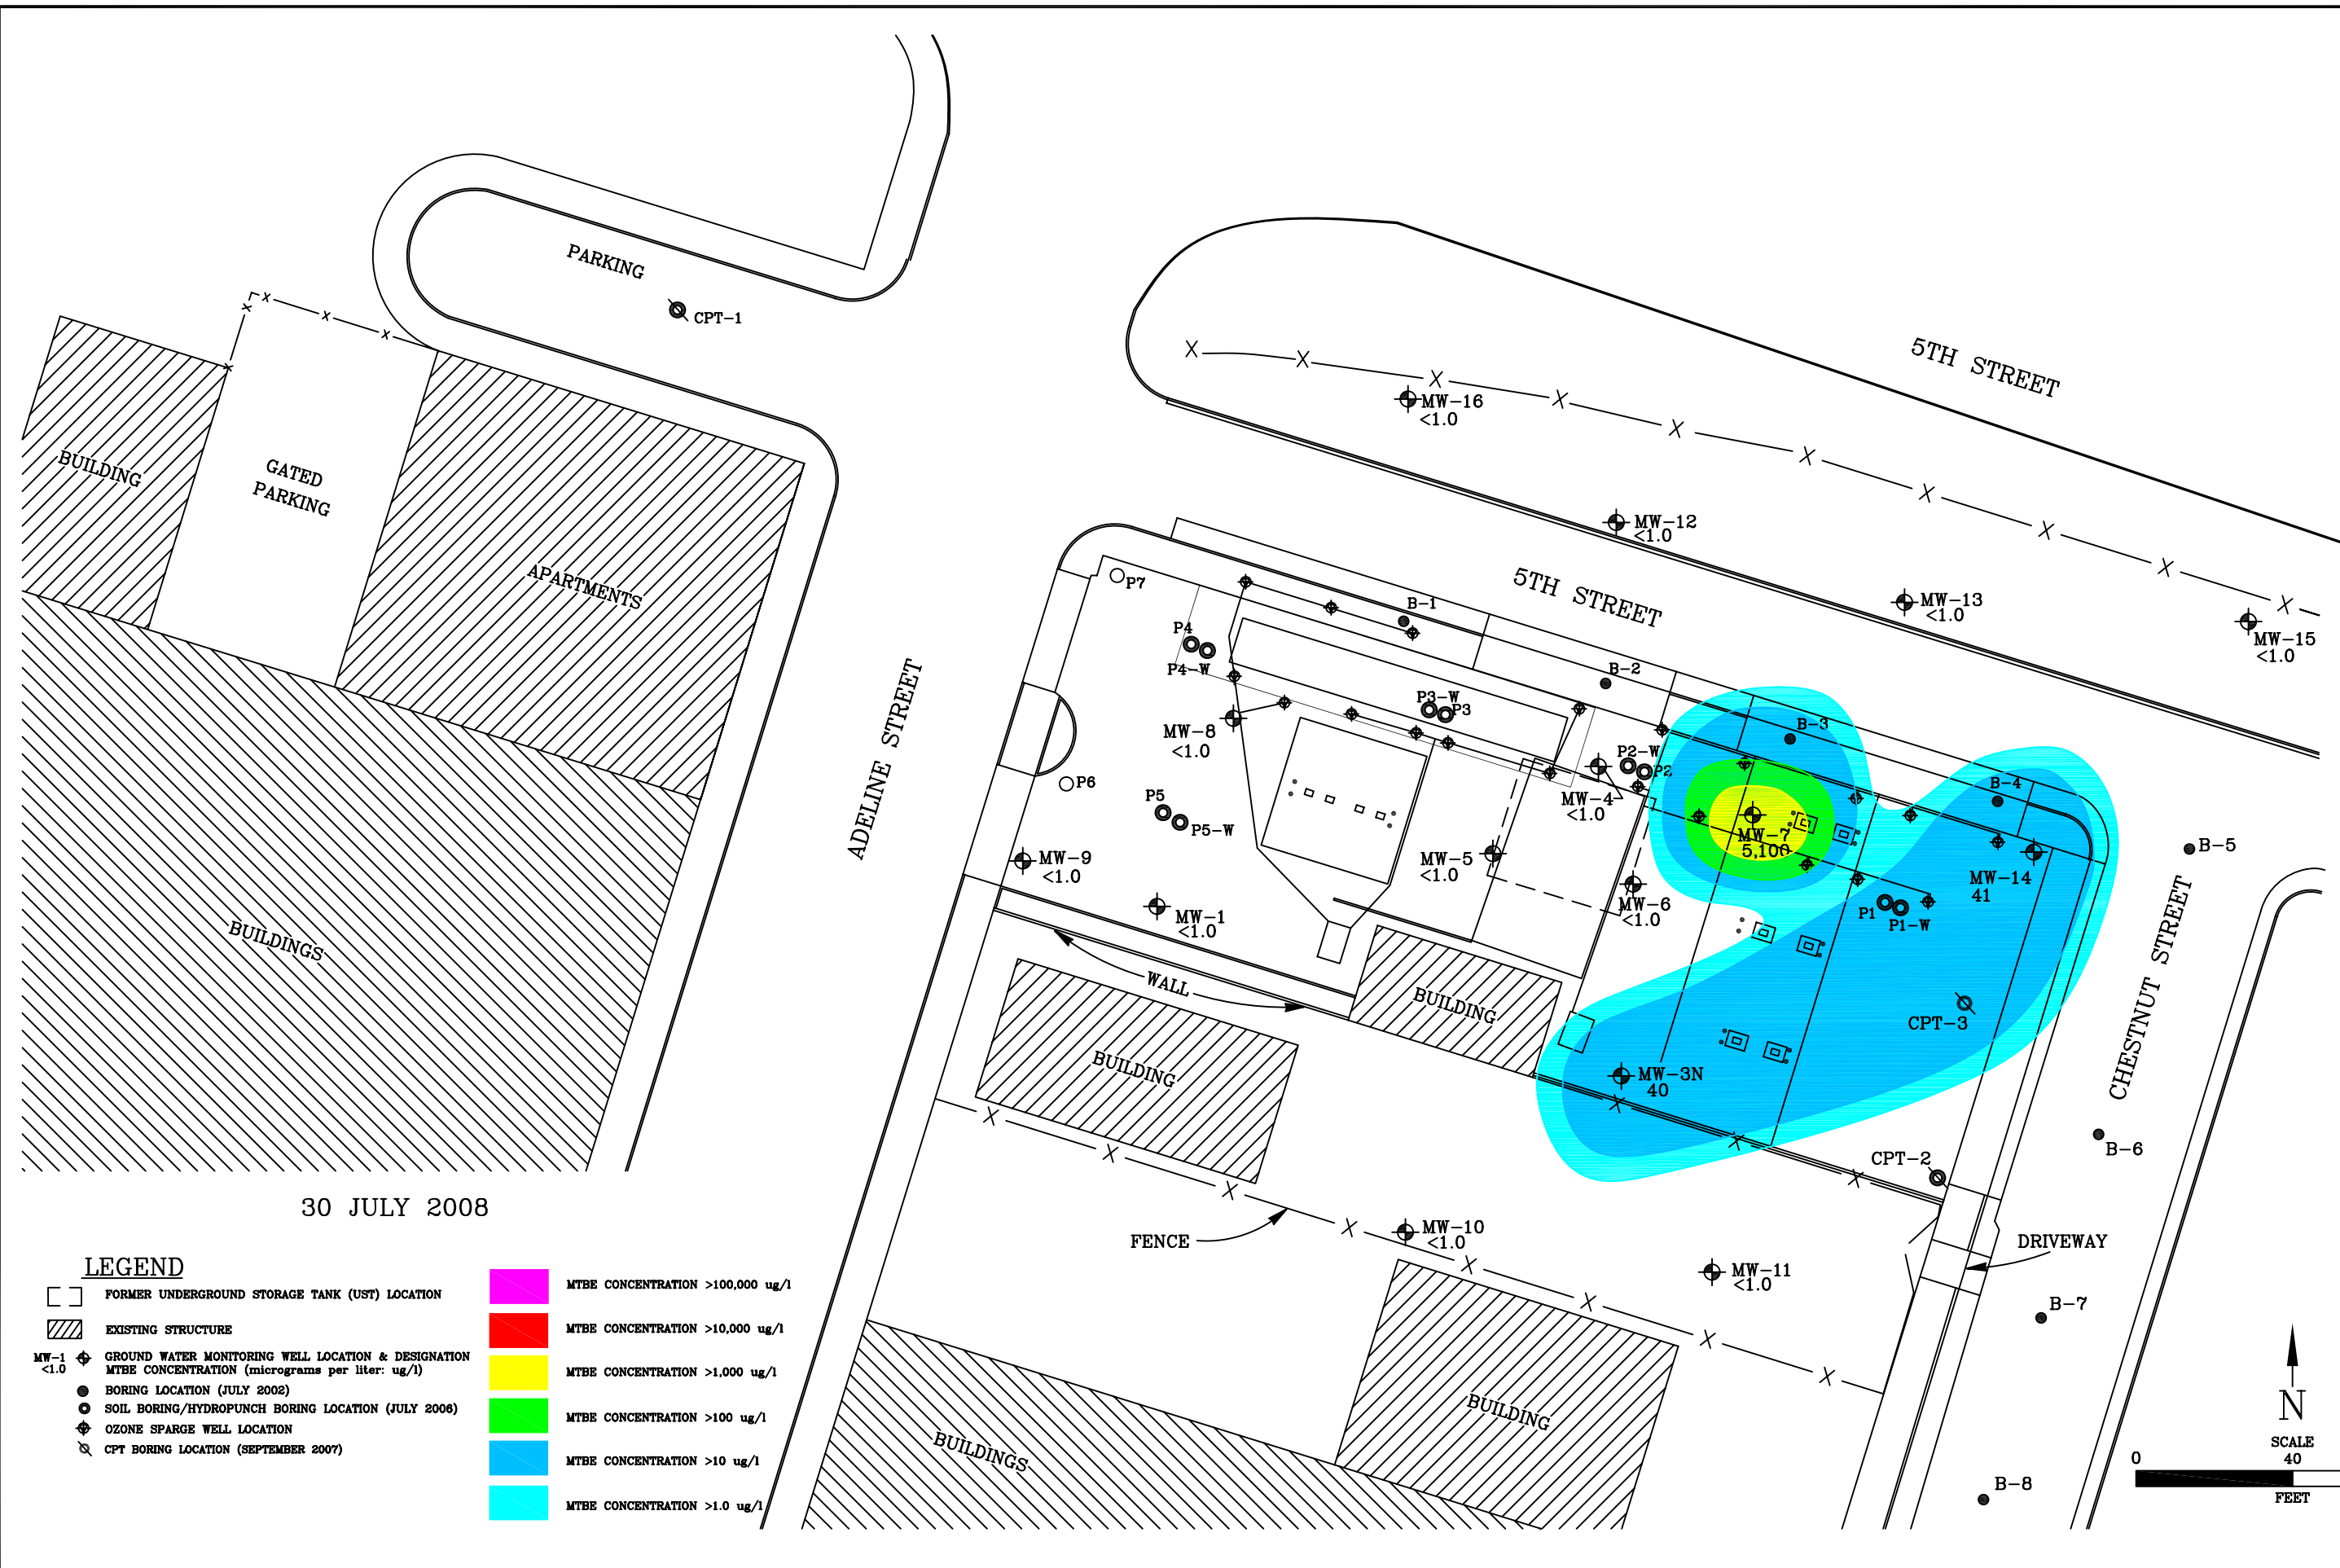 PARKING
CPT-1
5TH STREET
MW-16
<1.0
BUILDING
GATED
PARKING
APARTMENTS
MW-12
<1.0
5TH STREET
MW-13
<1.0
MW-15
<1.0
P7
B-1
P4
P4-W
B-2
P3-W
P3
MW-8
<1.0
B-3
P2-W
P2
P6
MW-4
<1.0
B-4
P5
P5-W
MW-7
5,100
B-5
ADELINE STREET
MW-9
<1.0
MW-5
<1.0
MW-14
41
MW-6
<1.0
P1
P1-W
MW-1
<1.0
BUILDINGS
WALL
BUILDING
CPT-3
CHESTNUT STREET
BUILDING
MW-3N
40
B-6
CPT-2
30 JULY 2008
FENCE
MW-10
<1.0
DRIVEWAY
MW-11
<1.0
B-7
BUILDING
BUILDINGS
B-8
LEGEND
FORMER UNDERGROUND STORAGE TANK (UST) LOCATION
EXISTING STRUCTURE
MW-1
<1.0
GROUND WATER MONITORING WELL LOCATION & DESIGNATION
MTBE CONCENTRATION (micrograms per liter: ug/l)
BORING LOCATION (JULY 2002)
SOIL BORING/HYDROPUNCH BORING LOCATION (JULY 2006)
OZONE SPARGE WELL LOCATION
CPT BORING LOCATION (SEPTEMBER 2007)
MTBE CONCENTRATION >100,000 ug/l
MTBE CONCENTRATION >10,000 ug/l
MTBE CONCENTRATION >1,000 ug/l
MTBE CONCENTRATION >100 ug/l
MTBE CONCENTRATION >10 ug/l
MTBE CONCENTRATION >1.0 ug/l
N
SCALE
0 40
FEET